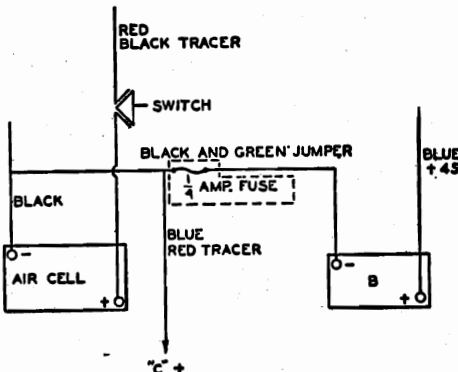 RED
BLACK TRACER
SWITCH
BLACK AND GREEN JUMPER
BLUE
+ 45
BLACK
1/4 AMP. FUSE
BLUE
RED TRACER
-
AIR CELL
+
-
B
+
"C" +